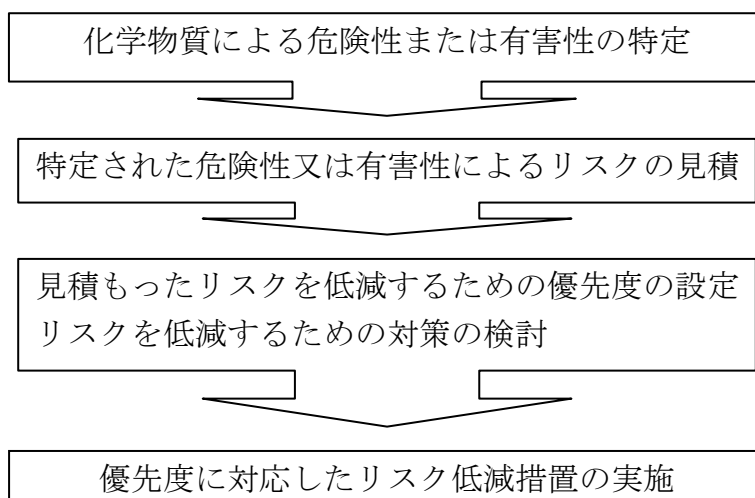 化学物質による危険性または有害性の特定
特定された危険性又は有害性によるリスクの見積
見積もったリスクを低減するための優先度の設定
リスクを低減するための対策の検討
優先度に対応したリスク低減措置の実施